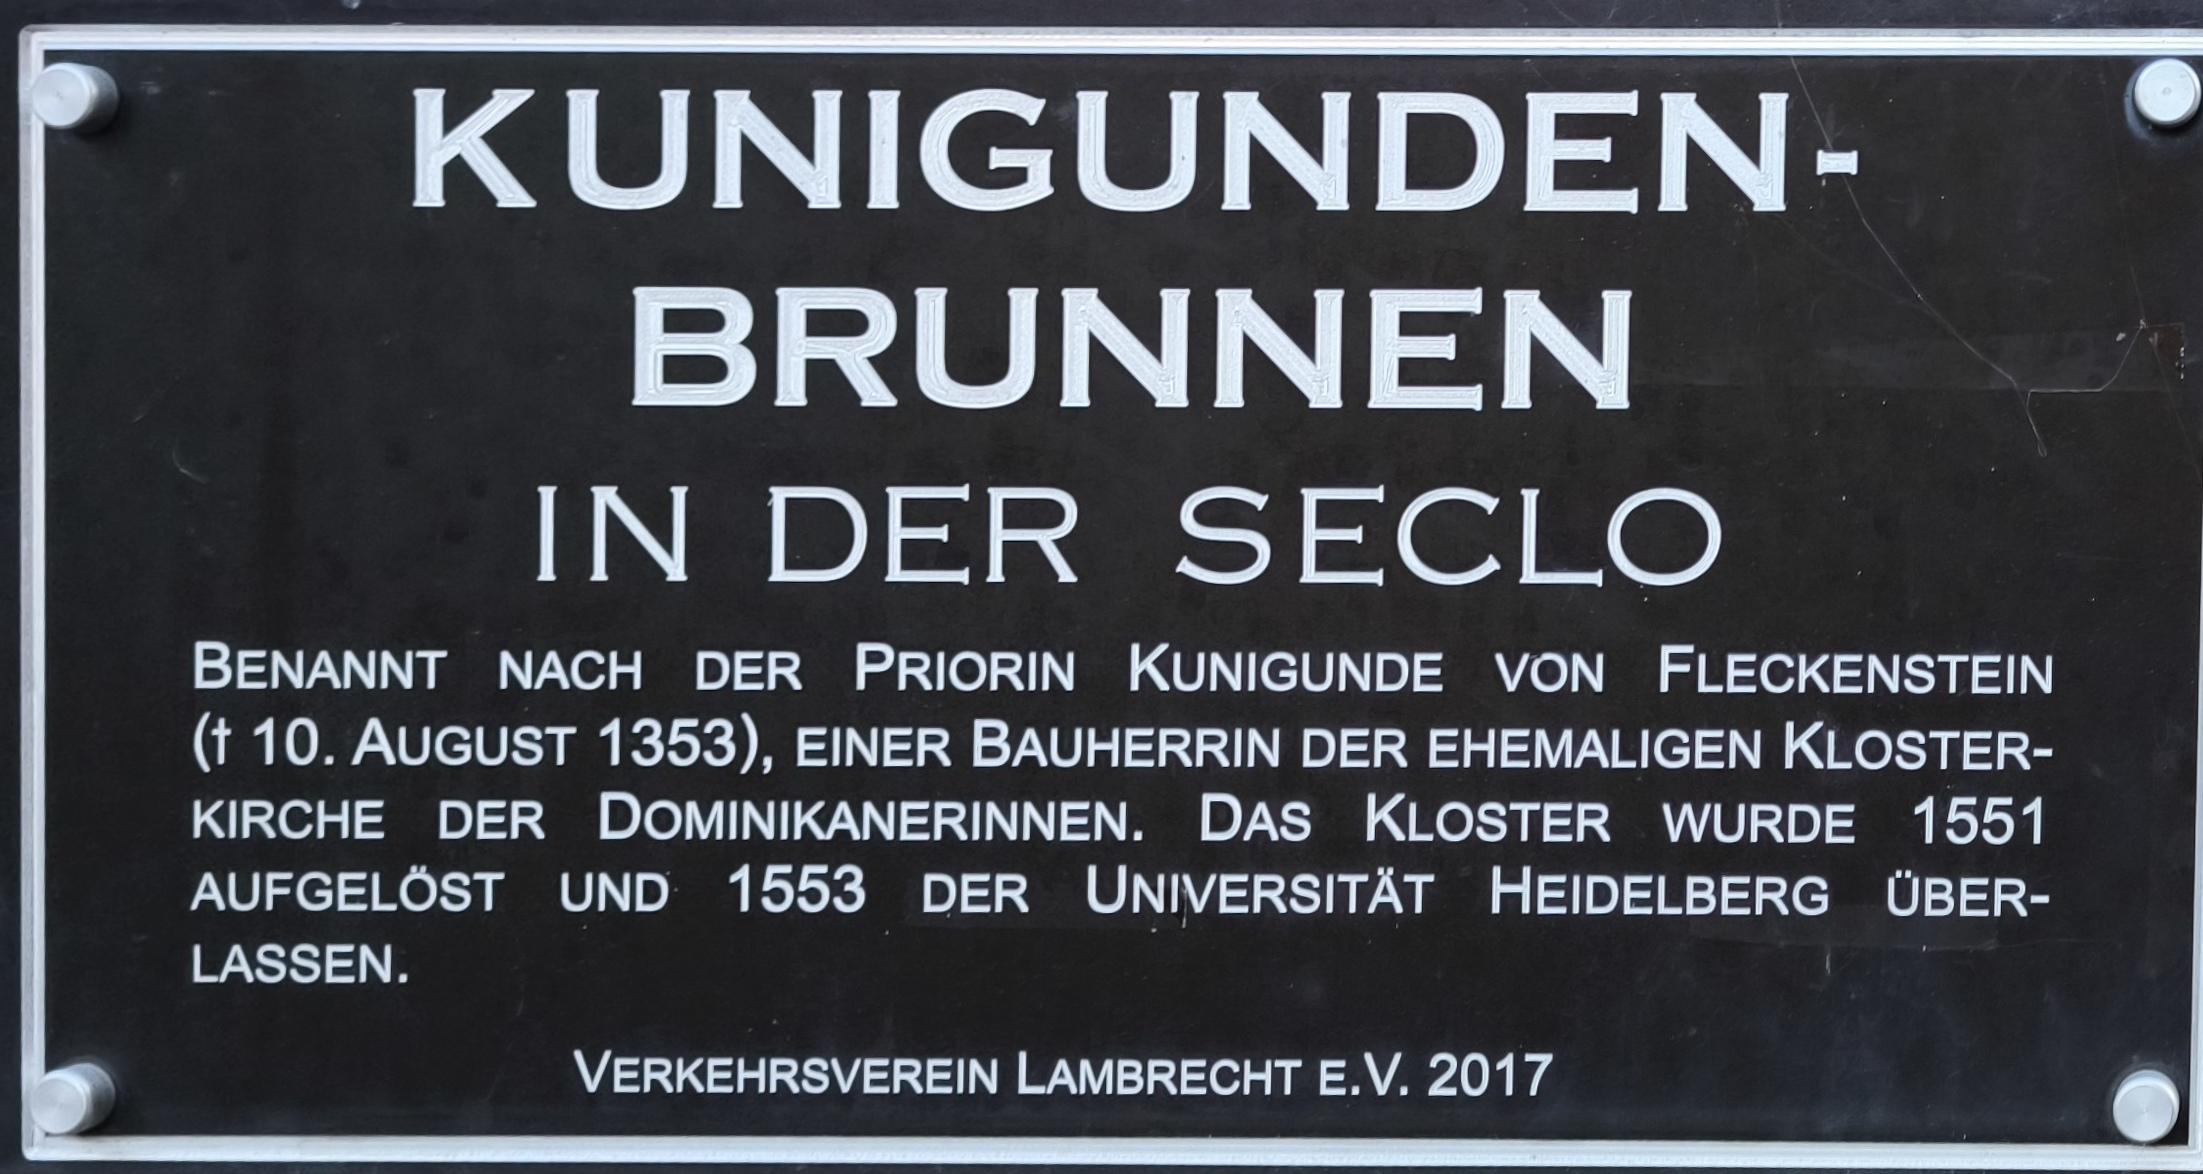 KUNIGUNDEN-
BRUNNEN
IN DER SECLO
BENANNT NACH DER PRIORIN KUNIGUNDE VON FLECKENSTEIN
(† 10. AUGUST 1353), EINER BAUHERRIN DER EHEMALIGEN KLOSTER-
KIRCHE DER DOMINIKANERINNEN. DAS KLOSTER WURDE 1551
AUFGELÖST UND 1553 DER UNIVERSITÄT HEIDELBERG ÜBER-
LASSEN.
VERKEHRSVEREIN LAMBRECHT E.V. 2017